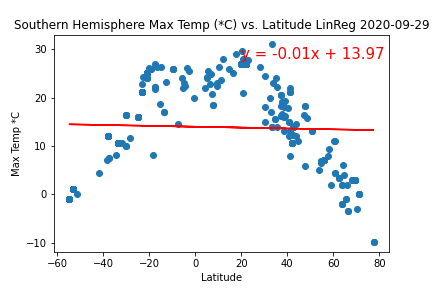 Southern Hemisphere Max Temp (*C) vs. Latitude LinReg 2020-09-29
y = -0.01x + 13.97
30
20
10
0
−10
Max Temp *C
−60 −40 −20 0 20 40 60 80
Latitude